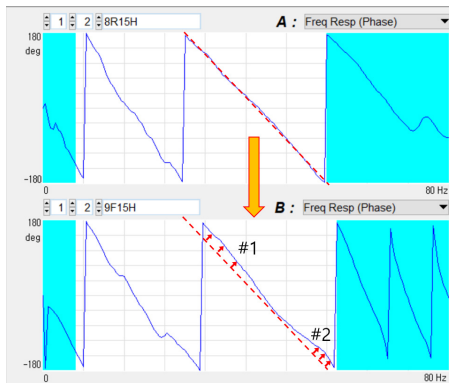 1 2 8R15H A : Freq Resp (Phase)
180
deg
-180
0 80 Hz
1 2 9F15H B : Freq Resp (Phase)
180
deg
#1
#2
-180
0 80 Hz